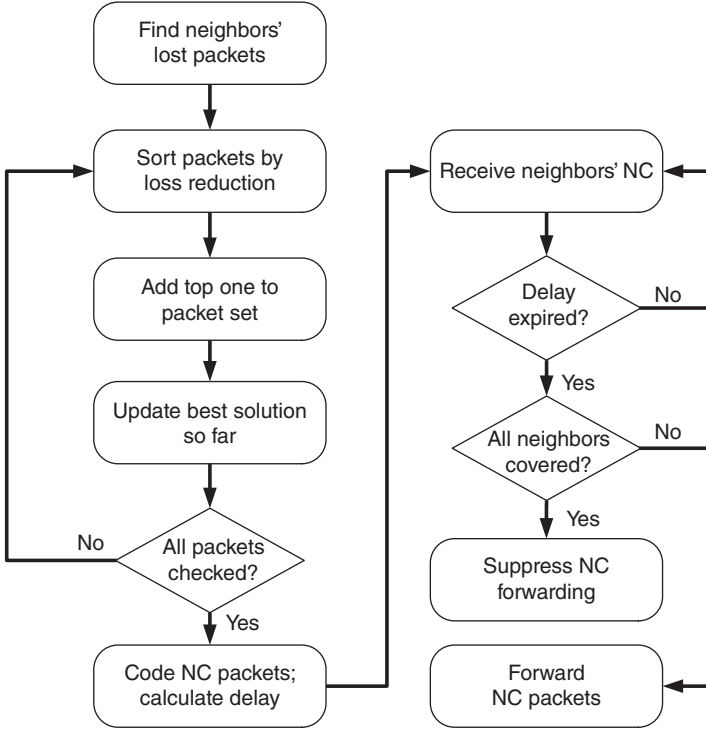 Find neighbors'
lost packets
Sort packets by
loss reduction
Add top one to
packet set
Update best solution
so far
No
All packets
checked?
Yes
Code NC packets;
calculate delay
Receive neighbors' NC
Delay
expired?
No
Yes
All neighbors
covered?
No
Yes
Suppress NC
forwarding
Forward
NC packets